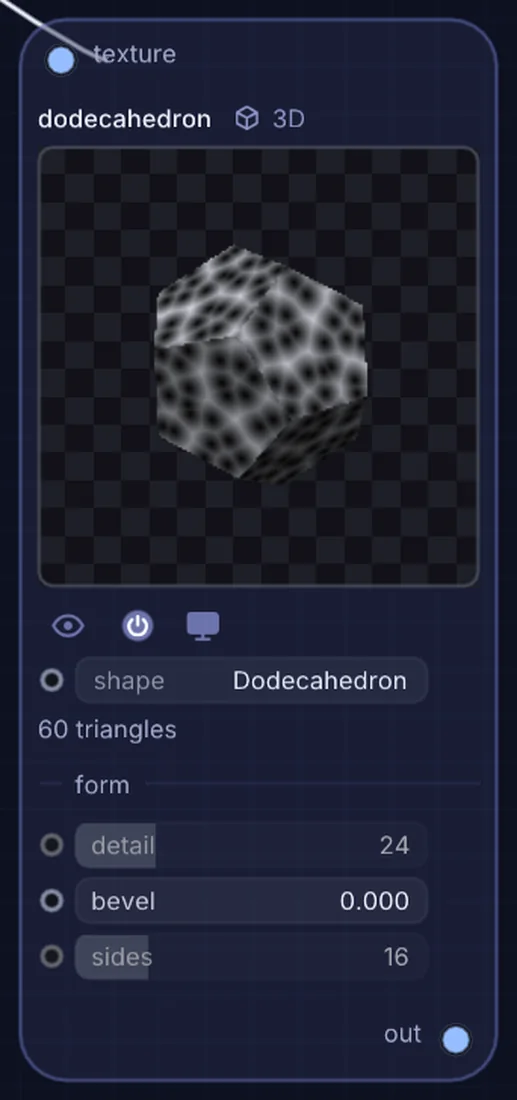 texture
dodecahedron 3D
shape Dodecahedron
60 triangles
form
detail 24
bevel 0.000
sides 16
out